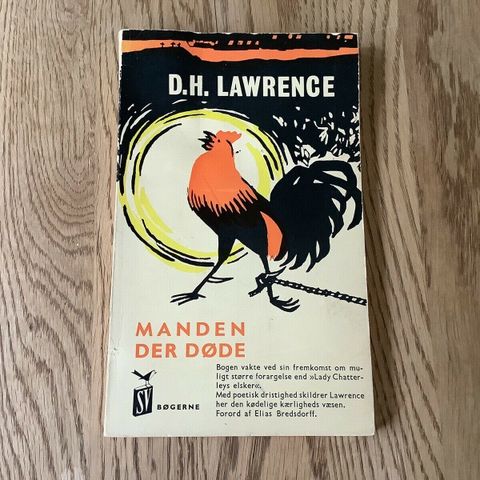 D.H. LAWRENCE
MANDEN
DER DØDE
Bogen vakte ved sin fremkomst om mu-
ligt større forargelse end »Lady Chatter-
leys elsker«.
Med poetisk dristighed skildrer Lawrence
her den kødelige kærligheds væsen.
Forord af Elias Bredsdorff.
SV
BØGERNE